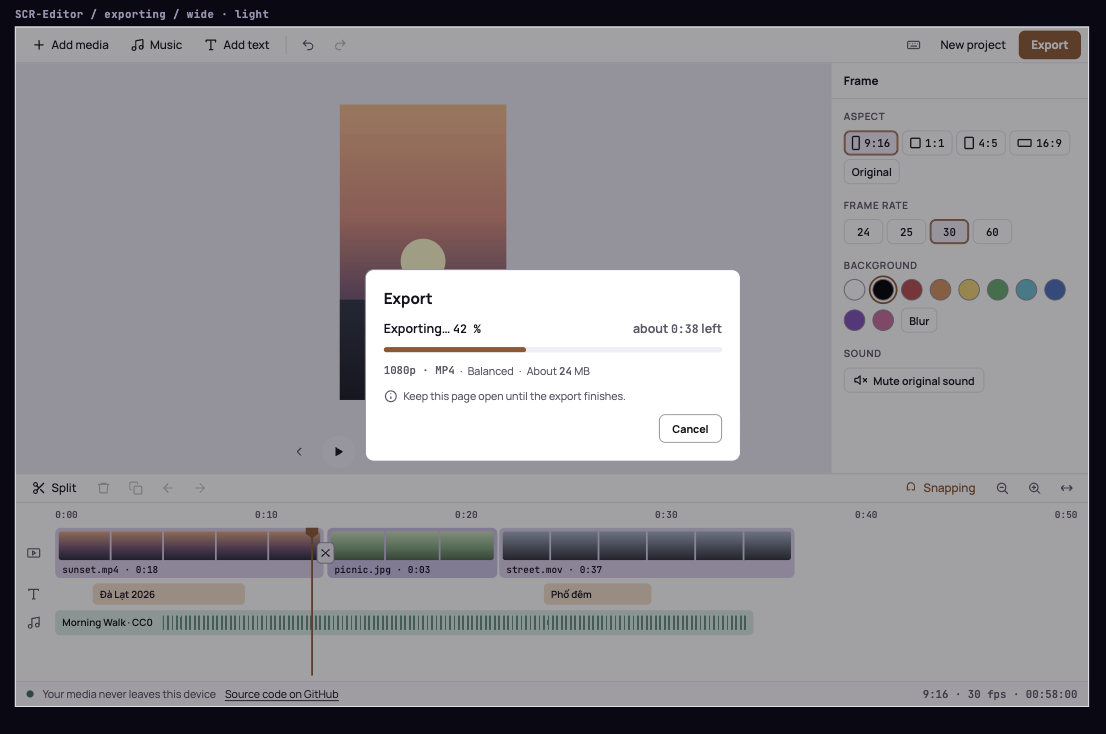 SCR-Editor / exporting / wide · light
Add media
Music
Add text
New project
Export
Frame
ASPECT
9:16
1:1
4:5
16:9
Original
FRAME RATE
24
25
30
60
BACKGROUND
Blur
SOUND
Mute original sound
Export
Exporting… 42 %
about 0:38 left
1080p · MP4 · Balanced · About 24 MB
Keep this page open until the export finishes.
Cancel
Split
Snapping
0:00
0:10
0:20
0:30
0:40
0:50
sunset.mp4 · 0:18
picnic.jpg · 0:03
street.mov · 0:37
Đà Lạt 2026
Phố đêm
Morning Walk · CC0
Your media never leaves this device
Source code on GitHub
9:16 · 30 fps · 00:58:00